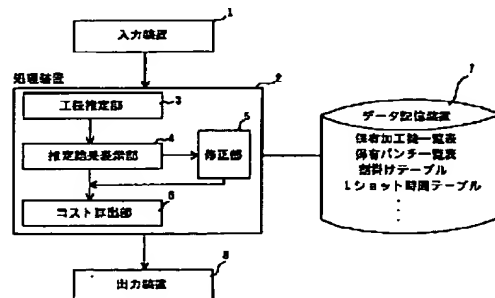 1
入力装置
処理装置
2
工程推定部
3
推定結果表示部
4
修正部
5
コスト算出部
6
出力装置
8
7
データ記憶装置
保有加工機一覧表
保有パンチ一覧表
段掛けテーブル
1ショット時間テーブル